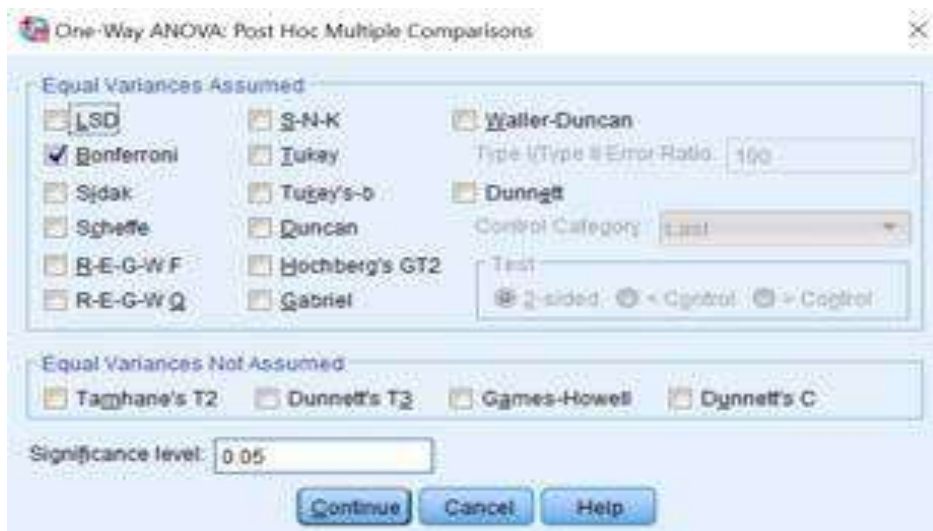 One-Way ANOVA: Post Hoc Multiple Comparisons
Equal Variances Assumed
LSD S-N-K Waller-Duncan
Bonferroni Tukey Type I/Type II Error Ratio: 100
Sidak Tukey's-b Dunnett
Scheffe Duncan Control Category: Last
R-E-G-W F Hochberg's GT2 Test
R-E-G-W Q Gabriel 2-sided < Control > Control
Equal Variances Not Assumed
Tamhane's T2 Dunnett's T3 Games-Howell Dunnett's C
Significance level: 0.05
Continue Cancel Help